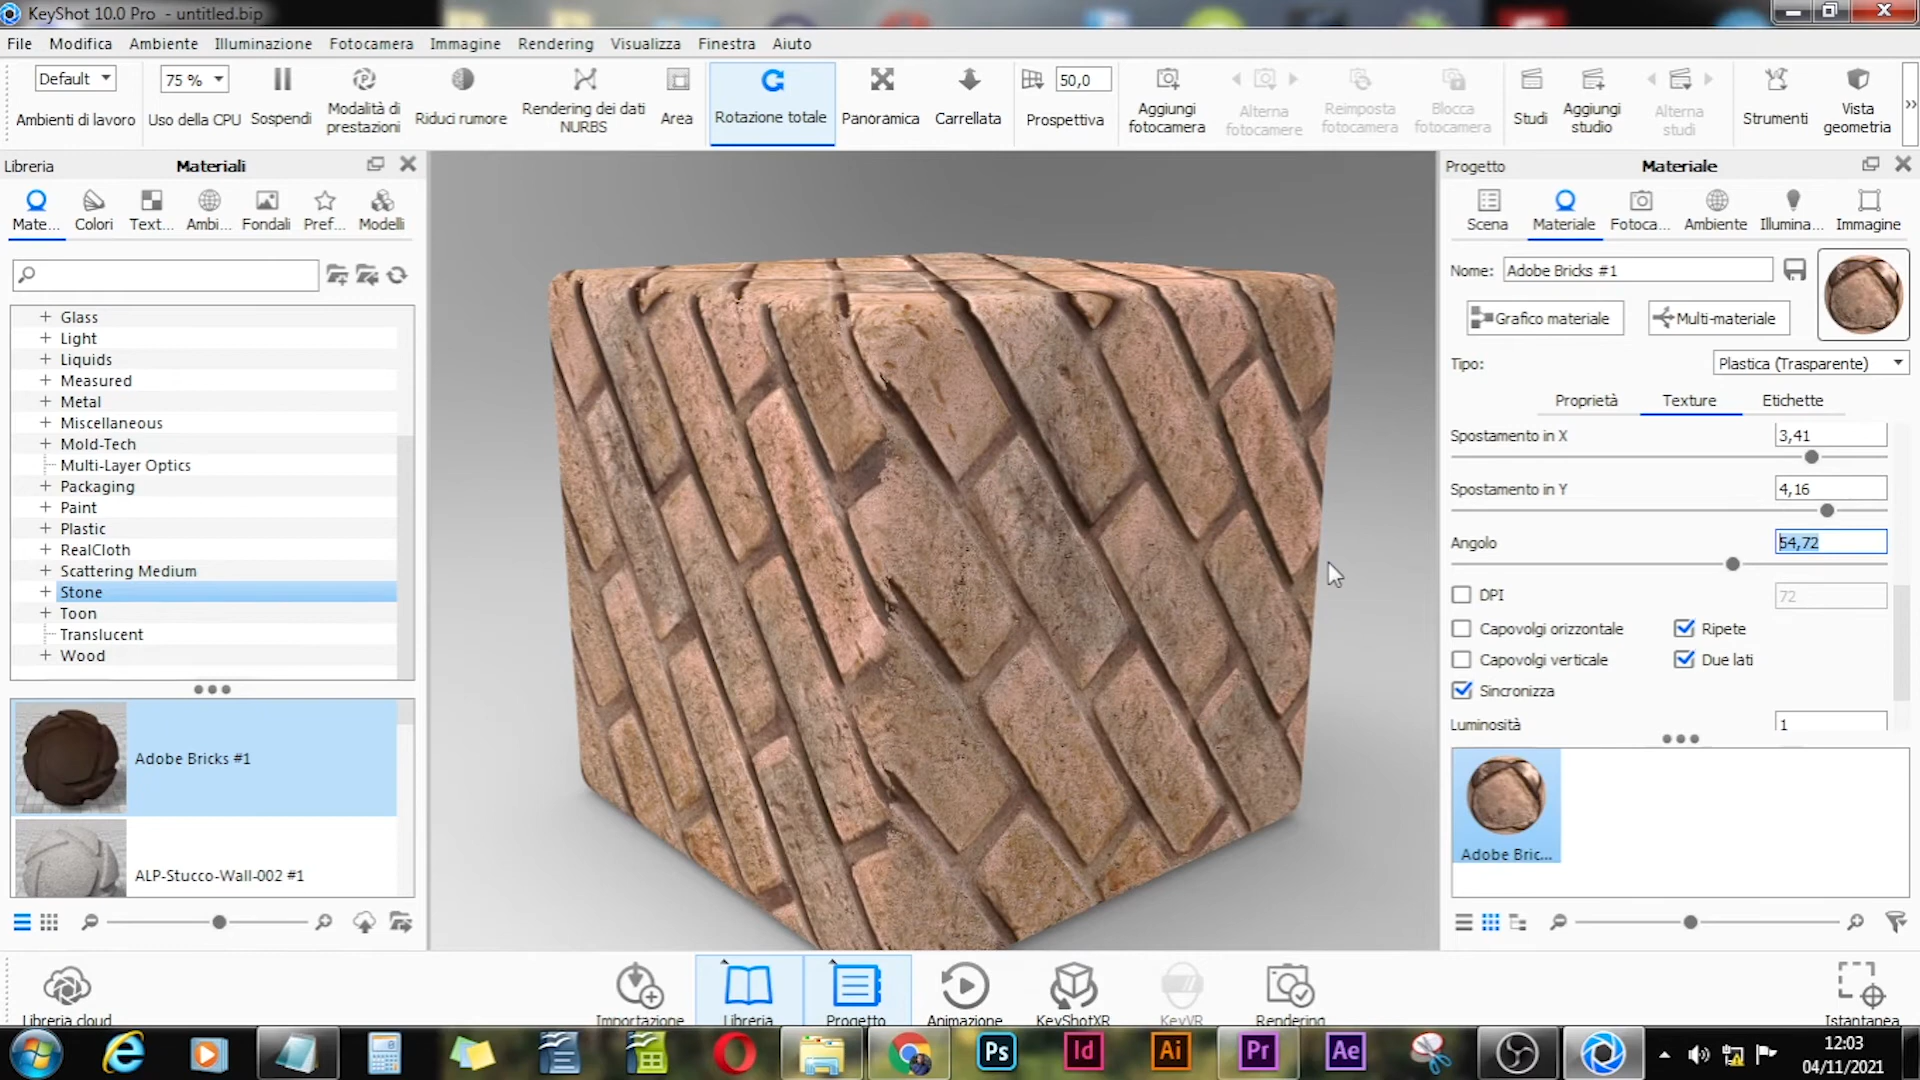 KeyShot 10.0 Pro - untitled.bip
File Modifica Ambiente Illuminazione Fotocamera Immagine Rendering Visualizza Finestra Aiuto
Default
Ambienti di lavoro
75 %
Uso della CPU
Sospendi
Modalità di prestazioni
Riduci rumore
Rendering dei dati NURBS
Area
Rotazione totale
Panoramica
Carrellata
50,0
Prospettiva
Aggiungi fotocamera
Alterna fotocamere
Reimposta fotocamera
Blocca fotocamera
Studi
Aggiungi studio
Alterna studi
Strumenti
Vista geometria
Libreria
Materiali
Mate...
Colori
Text...
Ambi...
Fondali
Pref...
Modelli
Glass
Light
Liquids
Measured
Metal
Miscellaneous
Mold-Tech
Multi-Layer Optics
Packaging
Paint
Plastic
RealCloth
Scattering Medium
Stone
Toon
Translucent
Wood
Adobe Bricks #1
ALP-Stucco-Wall-002 #1
Progetto
Materiale
Scena
Materiale
Fotoca...
Ambiente
Illumina...
Immagine
Nome: Adobe Bricks #1
Grafico materiale
Multi-materiale
Tipo: Plastica (Trasparente)
Proprietà
Texture
Etichette
Spostamento in X 3,41
Spostamento in Y 4,16
Angolo 54,72
DPI 72
Capovolgi orizzontale
Ripete
Capovolgi verticale
Due lati
Sincronizza
Luminosità 1
Adobe Bric...
Libreria cloud
Importazione
Libreria
Progetto
Animazione
KeyShotXR
KeyVR
Rendering
Istantanea
Ps
Id
Ai
Pr
Ae
12:03
04/11/2021